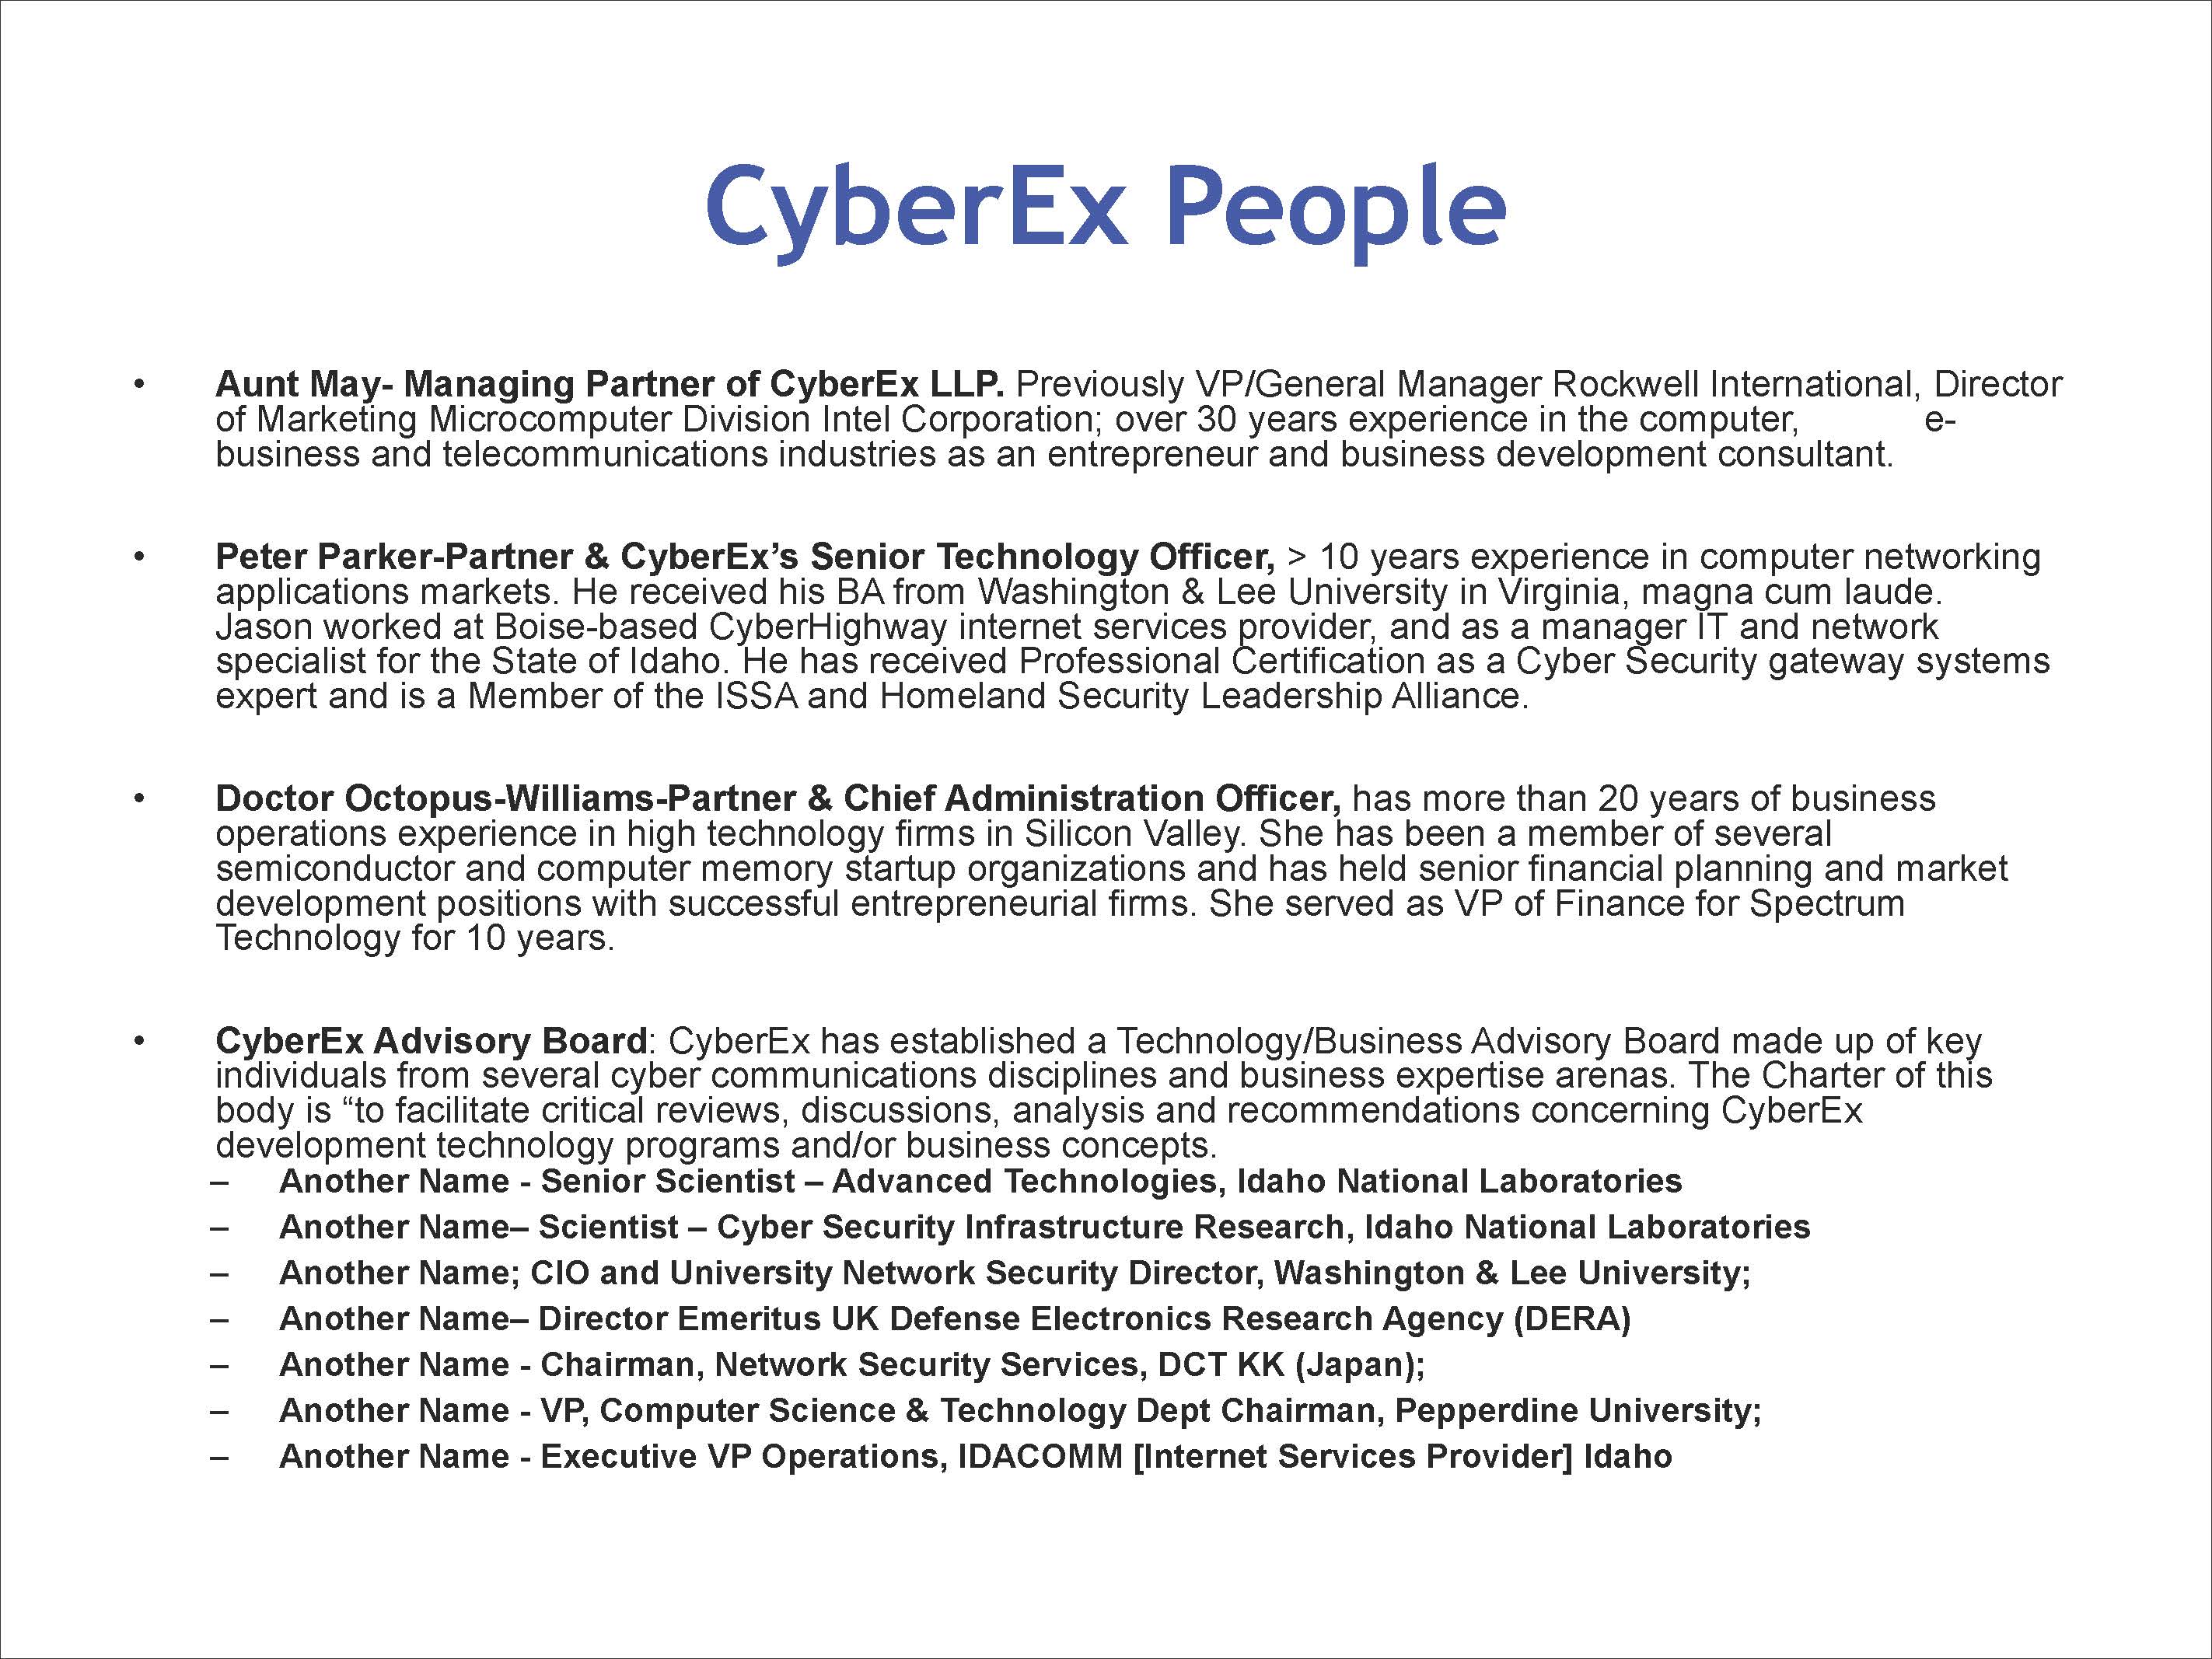 CyberEx People
• Aunt May- Managing Partner of CyberEx LLP. Previously VP/General Manager Rockwell International, Director
of Marketing Microcomputer Division Intel Corporation; over 30 years experience in the computer, e-
business and telecommunications industries as an entrepreneur and business development consultant.
• Peter Parker-Partner & CyberEx’s Senior Technology Officer, > 10 years experience in computer networking
applications markets. He received his BA from Washington & Lee University in Virginia, magna cum laude.
Jason worked at Boise-based CyberHighway internet services provider, and as a manager IT and network
specialist for the State of Idaho. He has received Professional Certification as a Cyber Security gateway systems
expert and is a Member of the ISSA and Homeland Security Leadership Alliance.
• Doctor Octopus-Williams-Partner & Chief Administration Officer, has more than 20 years of business
operations experience in high technology firms in Silicon Valley. She has been a member of several
semiconductor and computer memory startup organizations and has held senior financial planning and market
development positions with successful entrepreneurial firms. She served as VP of Finance for Spectrum
Technology for 10 years.
• CyberEx Advisory Board: CyberEx has established a Technology/Business Advisory Board made up of key
individuals from several cyber communications disciplines and business expertise arenas. The Charter of this
body is “to facilitate critical reviews, discussions, analysis and recommendations concerning CyberEx
development technology programs and/or business concepts.
– Another Name - Senior Scientist – Advanced Technologies, Idaho National Laboratories
– Another Name– Scientist – Cyber Security Infrastructure Research, Idaho National Laboratories
– Another Name; CIO and University Network Security Director, Washington & Lee University;
– Another Name– Director Emeritus UK Defense Electronics Research Agency (DERA)
– Another Name - Chairman, Network Security Services, DCT KK (Japan);
– Another Name - VP, Computer Science & Technology Dept Chairman, Pepperdine University;
– Another Name - Executive VP Operations, IDACOMM [Internet Services Provider] Idaho